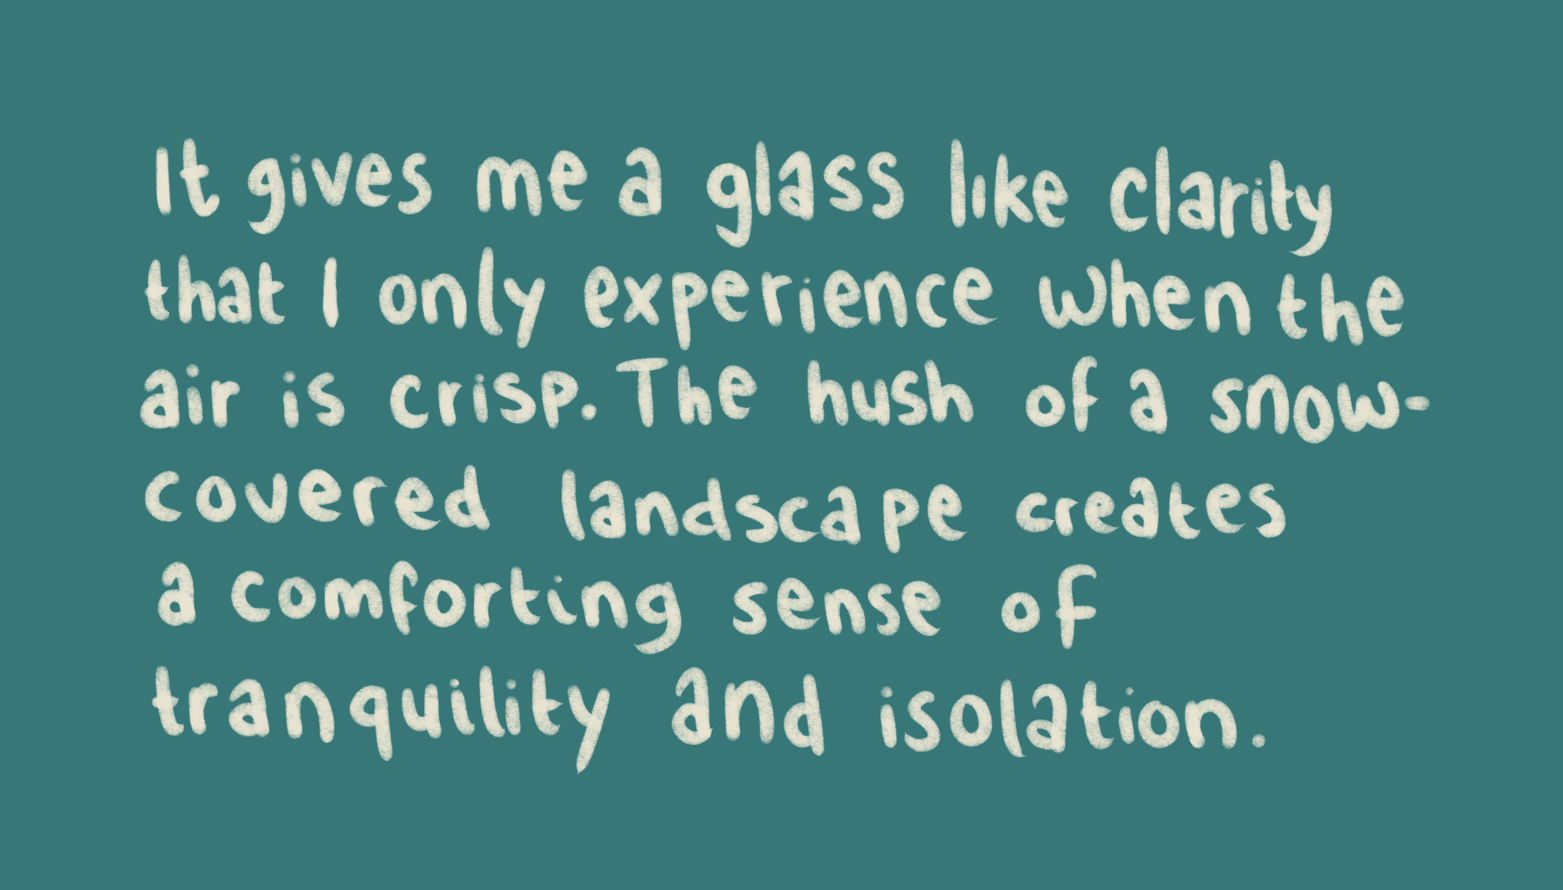 It gives me a glass like clarity
that I only experience when the
air is crisp. The hush of a snow-
covered landscape creates
a comforting sense of
tranquility and isolation.